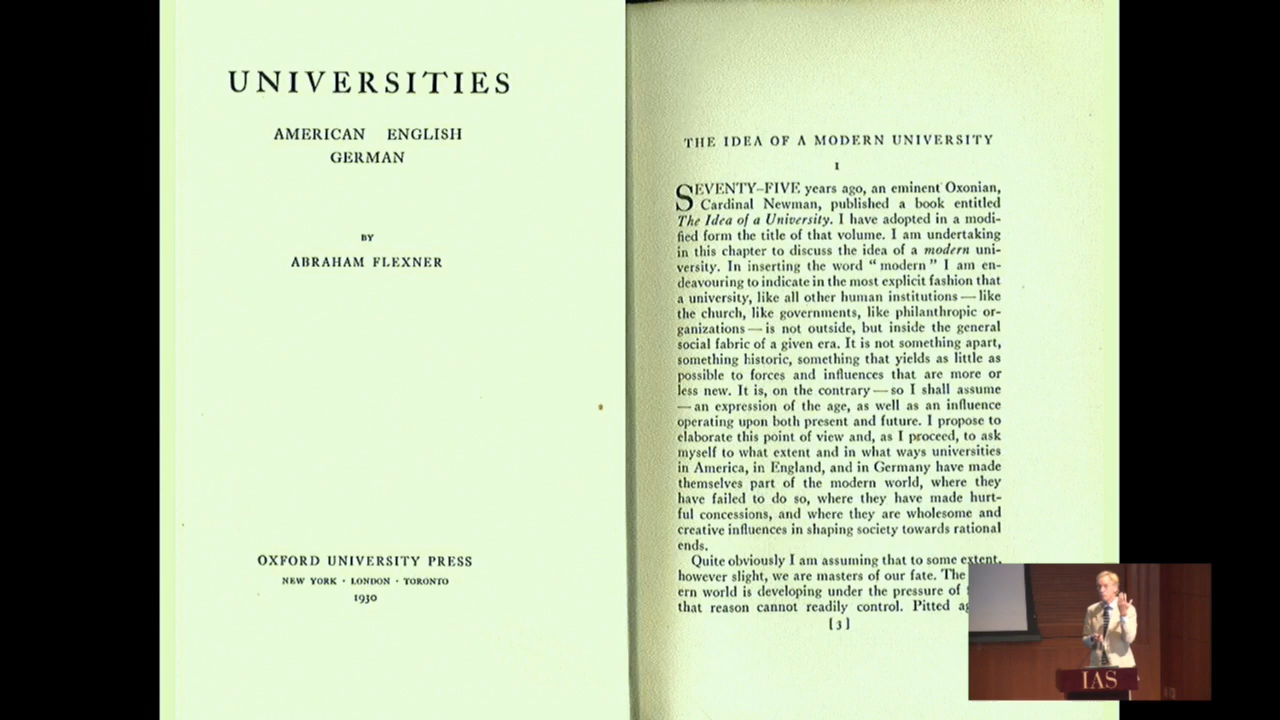 UNIVERSITIES
AMERICAN ENGLISH
GERMAN
BY
ABRAHAM FLEXNER
OXFORD UNIVERSITY PRESS
NEW YORK · LONDON · TORONTO
1930
THE IDEA OF A MODERN UNIVERSITY
I
SEVENTY–FIVE years ago, an eminent Oxonian,
Cardinal Newman, published a book entitled
The Idea of a University. I have adopted in a modi-
fied form the title of that volume. I am undertaking
in this chapter to discuss the idea of a modern uni-
versity. In inserting the word “ modern ” I am en-
deavouring to indicate in the most explicit fashion that
a university, like all other human institutions — like
the church, like governments, like philanthropic or-
ganizations — is not outside, but inside the general
social fabric of a given era. It is not something apart,
something historic, something that yields as little as
possible to forces and influences that are more or
less new. It is, on the contrary — so I shall assume
— an expression of the age, as well as an influence
operating upon both present and future. I propose to
elaborate this point of view and, as I proceed, to ask
myself to what extent and in what ways universities
in America, in England, and in Germany have made
themselves part of the modern world, where they
have failed to do so, where they have made hurt-
ful concessions, and where they are wholesome and
creative influences in shaping society towards rational
ends.
Quite obviously I am assuming that to some extent,
however slight, we are masters of our fate. The
ern world is developing under the pressure of
that reason cannot readily control. Pitted
[3]
IAS